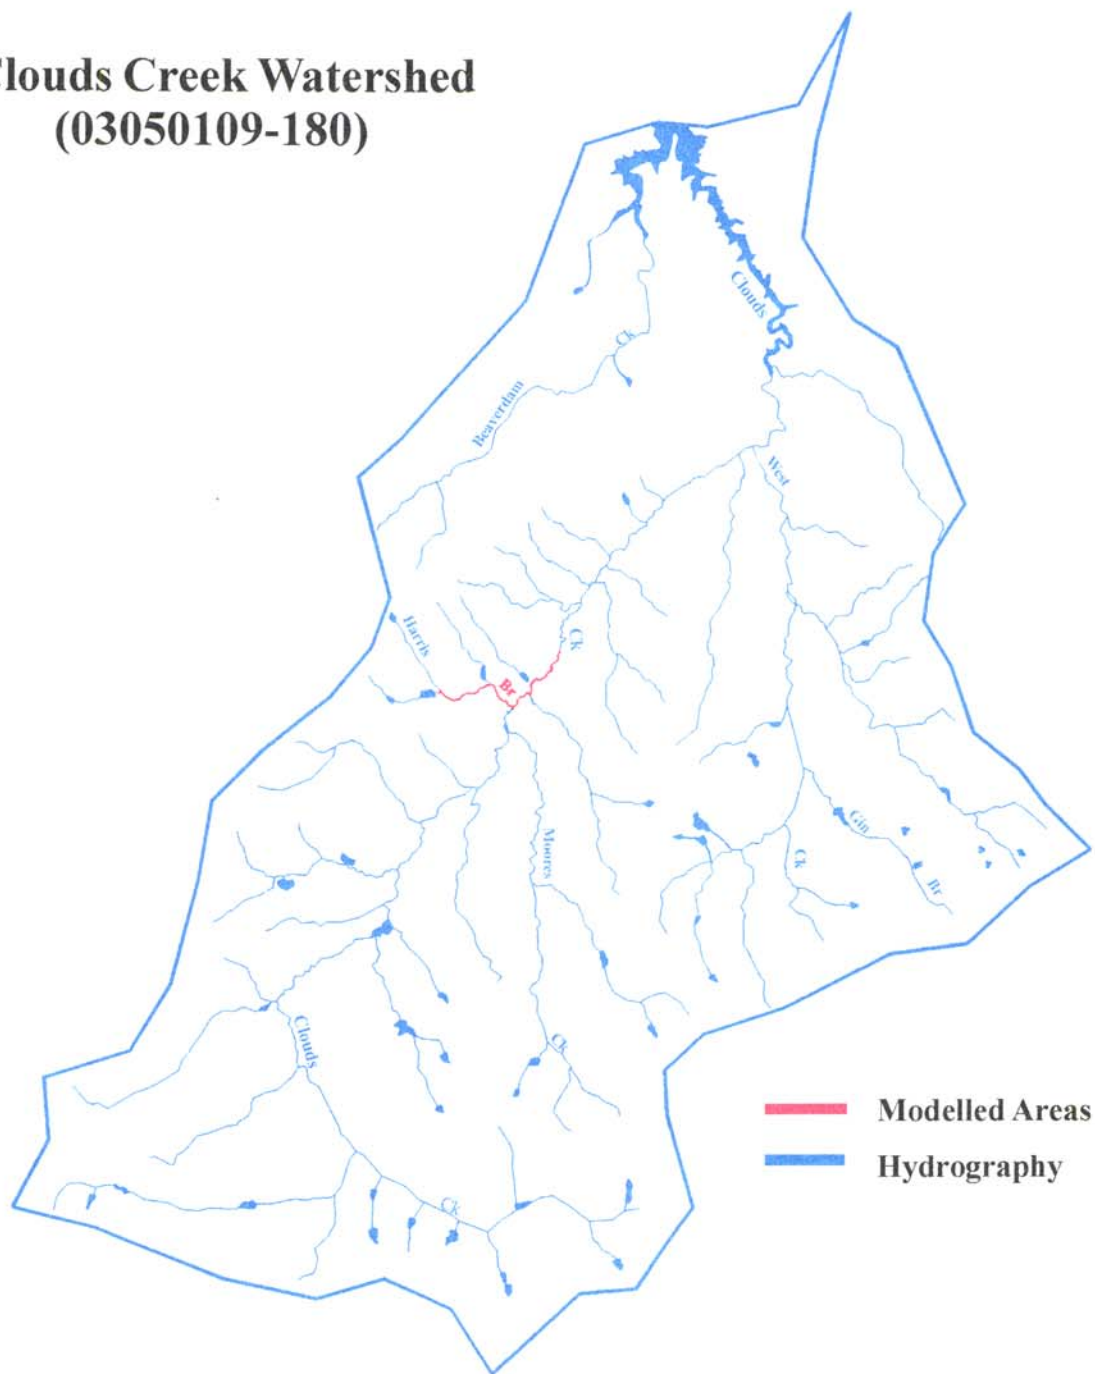 Clouds Creek Watershed
(03050109-180)
Clouds
Ck
Beaverdam
West
Harris
Ck
Br
Moores
Gin
Ck
Br
Clouds
Ck
Ck
Modelled Areas
Hydrography